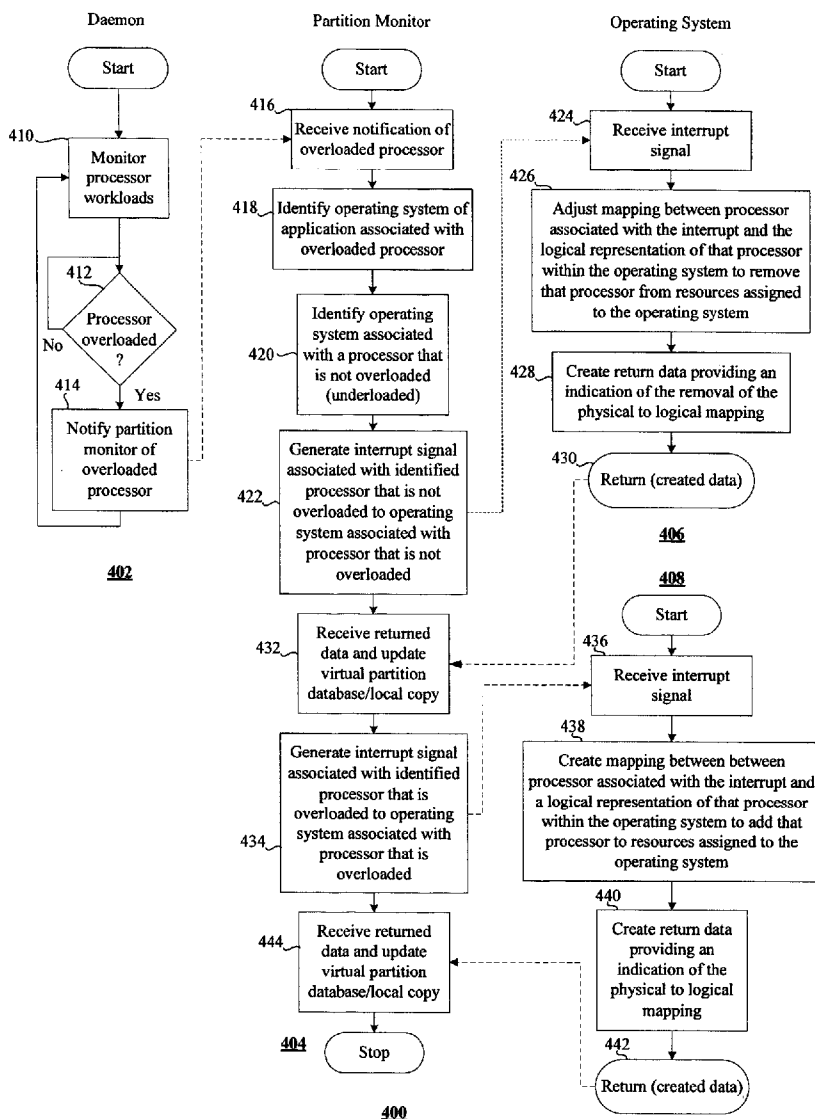 Daemon
Start
410
Monitor
processor
workloads
412
Processor
overloaded
?
No
Yes
414
Notify partition
monitor of
overloaded
processor
402
Partition Monitor
Start
416
Receive notification of
overloaded processor
418
Identify operating system of
application associated with
overloaded processor
Identify operating
system associated
with a processor that
is not overloaded
(underloaded)
420
Generate interrupt signal
associated with identified
processor that is not
overloaded to operating
system associated with
processor that is not
overloaded
422
Receive returned
data and update
virtual partition
database/local copy
432
Generate interrupt signal
associated with identified
processor that is
overloaded to operating
system associated with
processor that is
overloaded
434
Receive returned
data and update
virtual partition
database/local copy
444
404
Stop
Operating System
Start
424
Receive interrupt
signal
426
Adjust mapping between processor
associated with the interrupt and the
logical representation of that processor
within the operating system to remove
that processor from resources assigned
to the operating system
428
Create return data providing an
indication of the removal of the
physical to logical mapping
430
Return (created data)
406
408
Start
436
Receive interrupt
signal
438
Create mapping between between
processor associated with the interrupt and
a logical representation of that processor
within the operating system to add that
processor to resources assigned to the
operating system
440
Create return data
providing an
indication of the
physical to logical
mapping
442
Return (created data)
400